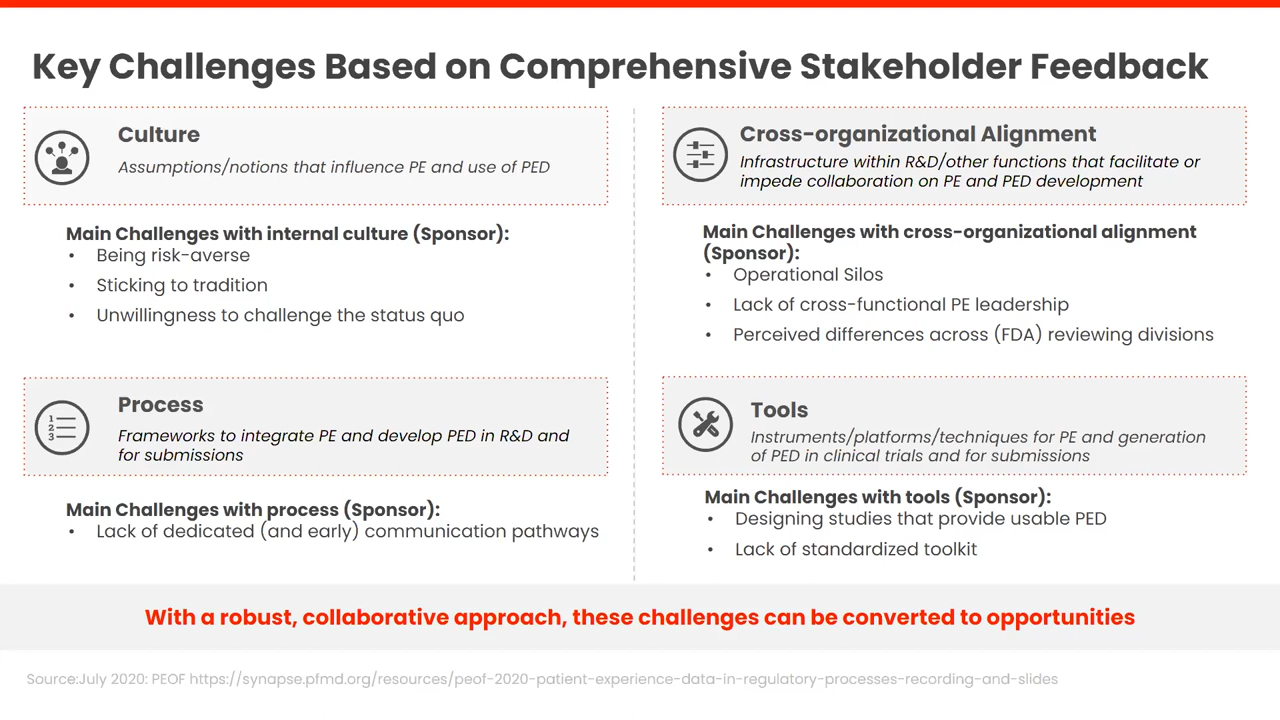 Key Challenges Based on Comprehensive Stakeholder Feedback
Culture
Assumptions/notions that influence PE and use of PED
Main Challenges with internal culture (Sponsor):
• Being risk-averse
• Sticking to tradition
• Unwillingness to challenge the status quo
Cross-organizational Alignment
Infrastructure within R&D/other functions that facilitate or
impede collaboration on PE and PED development
Main Challenges with cross-organizational alignment
(Sponsor):
• Operational Silos
• Lack of cross-functional PE leadership
• Perceived differences across (FDA) reviewing divisions
1
2
3
Process
Frameworks to integrate PE and develop PED in R&D and
for submissions
Main Challenges with process (Sponsor):
• Lack of dedicated (and early) communication pathways
Tools
Instruments/platforms/techniques for PE and generation
of PED in clinical trials and for submissions
Main Challenges with tools (Sponsor):
• Designing studies that provide usable PED
• Lack of standardized toolkit
With a robust, collaborative approach, these challenges can be converted to opportunities
Source:July 2020: PEOF https://synapse.pfmd.org/resources/peof-2020-patient-experience-data-in-regulatory-processes-recording-and-slides